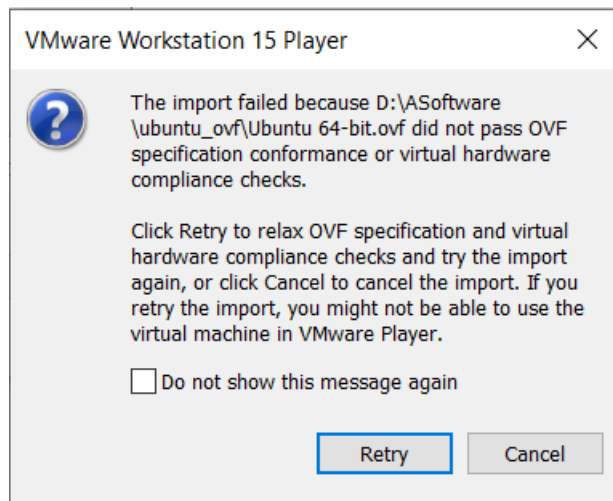 VMware Workstation 15 Player
The import failed because D:\ASoftware
\ubuntu_ovf\Ubuntu 64-bit.ovf did not pass OVF
specification conformance or virtual hardware
compliance checks.
Click Retry to relax OVF specification and virtual
hardware compliance checks and try the import
again, or click Cancel to cancel the import. If you
retry the import, you might not be able to use the
virtual machine in VMware Player.
Do not show this message again
Retry Cancel